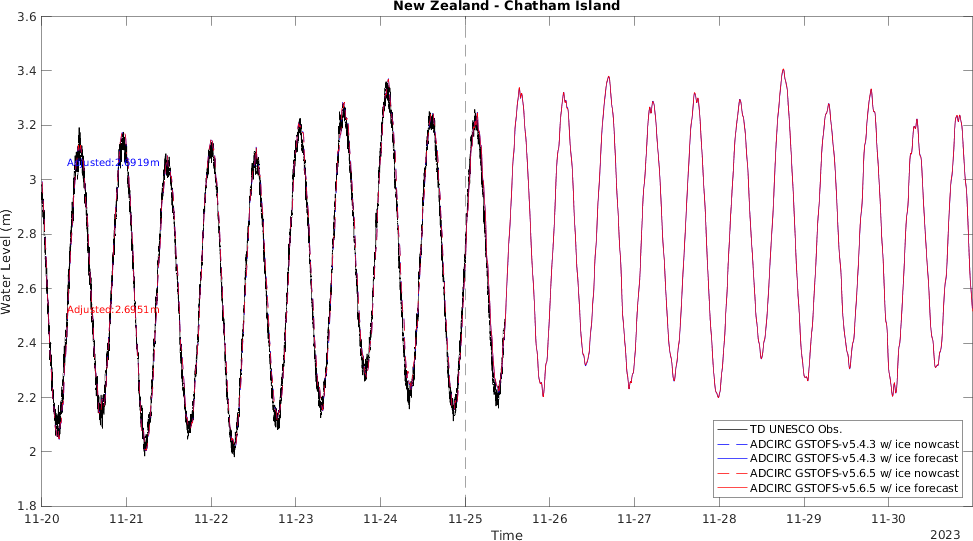 New Zealand - Chatham Island
3.6
3.4
3.2
3
2.8
2.6
2.4
2.2
2
1.8
Water Level (m)
Adjusted:2.6919m
Adjusted:2.6951m
TD UNESCO Obs.
ADCIRC GSTOFS-v5.4.3 w/ ice nowcast
ADCIRC GSTOFS-v5.4.3 w/ ice forecast
ADCIRC GSTOFS-v5.6.5 w/ ice nowcast
ADCIRC GSTOFS-v5.6.5 w/ ice forecast
11-20 11-21 11-22 11-23 11-24 11-25 11-26 11-27 11-28 11-29 11-30
Time
2023